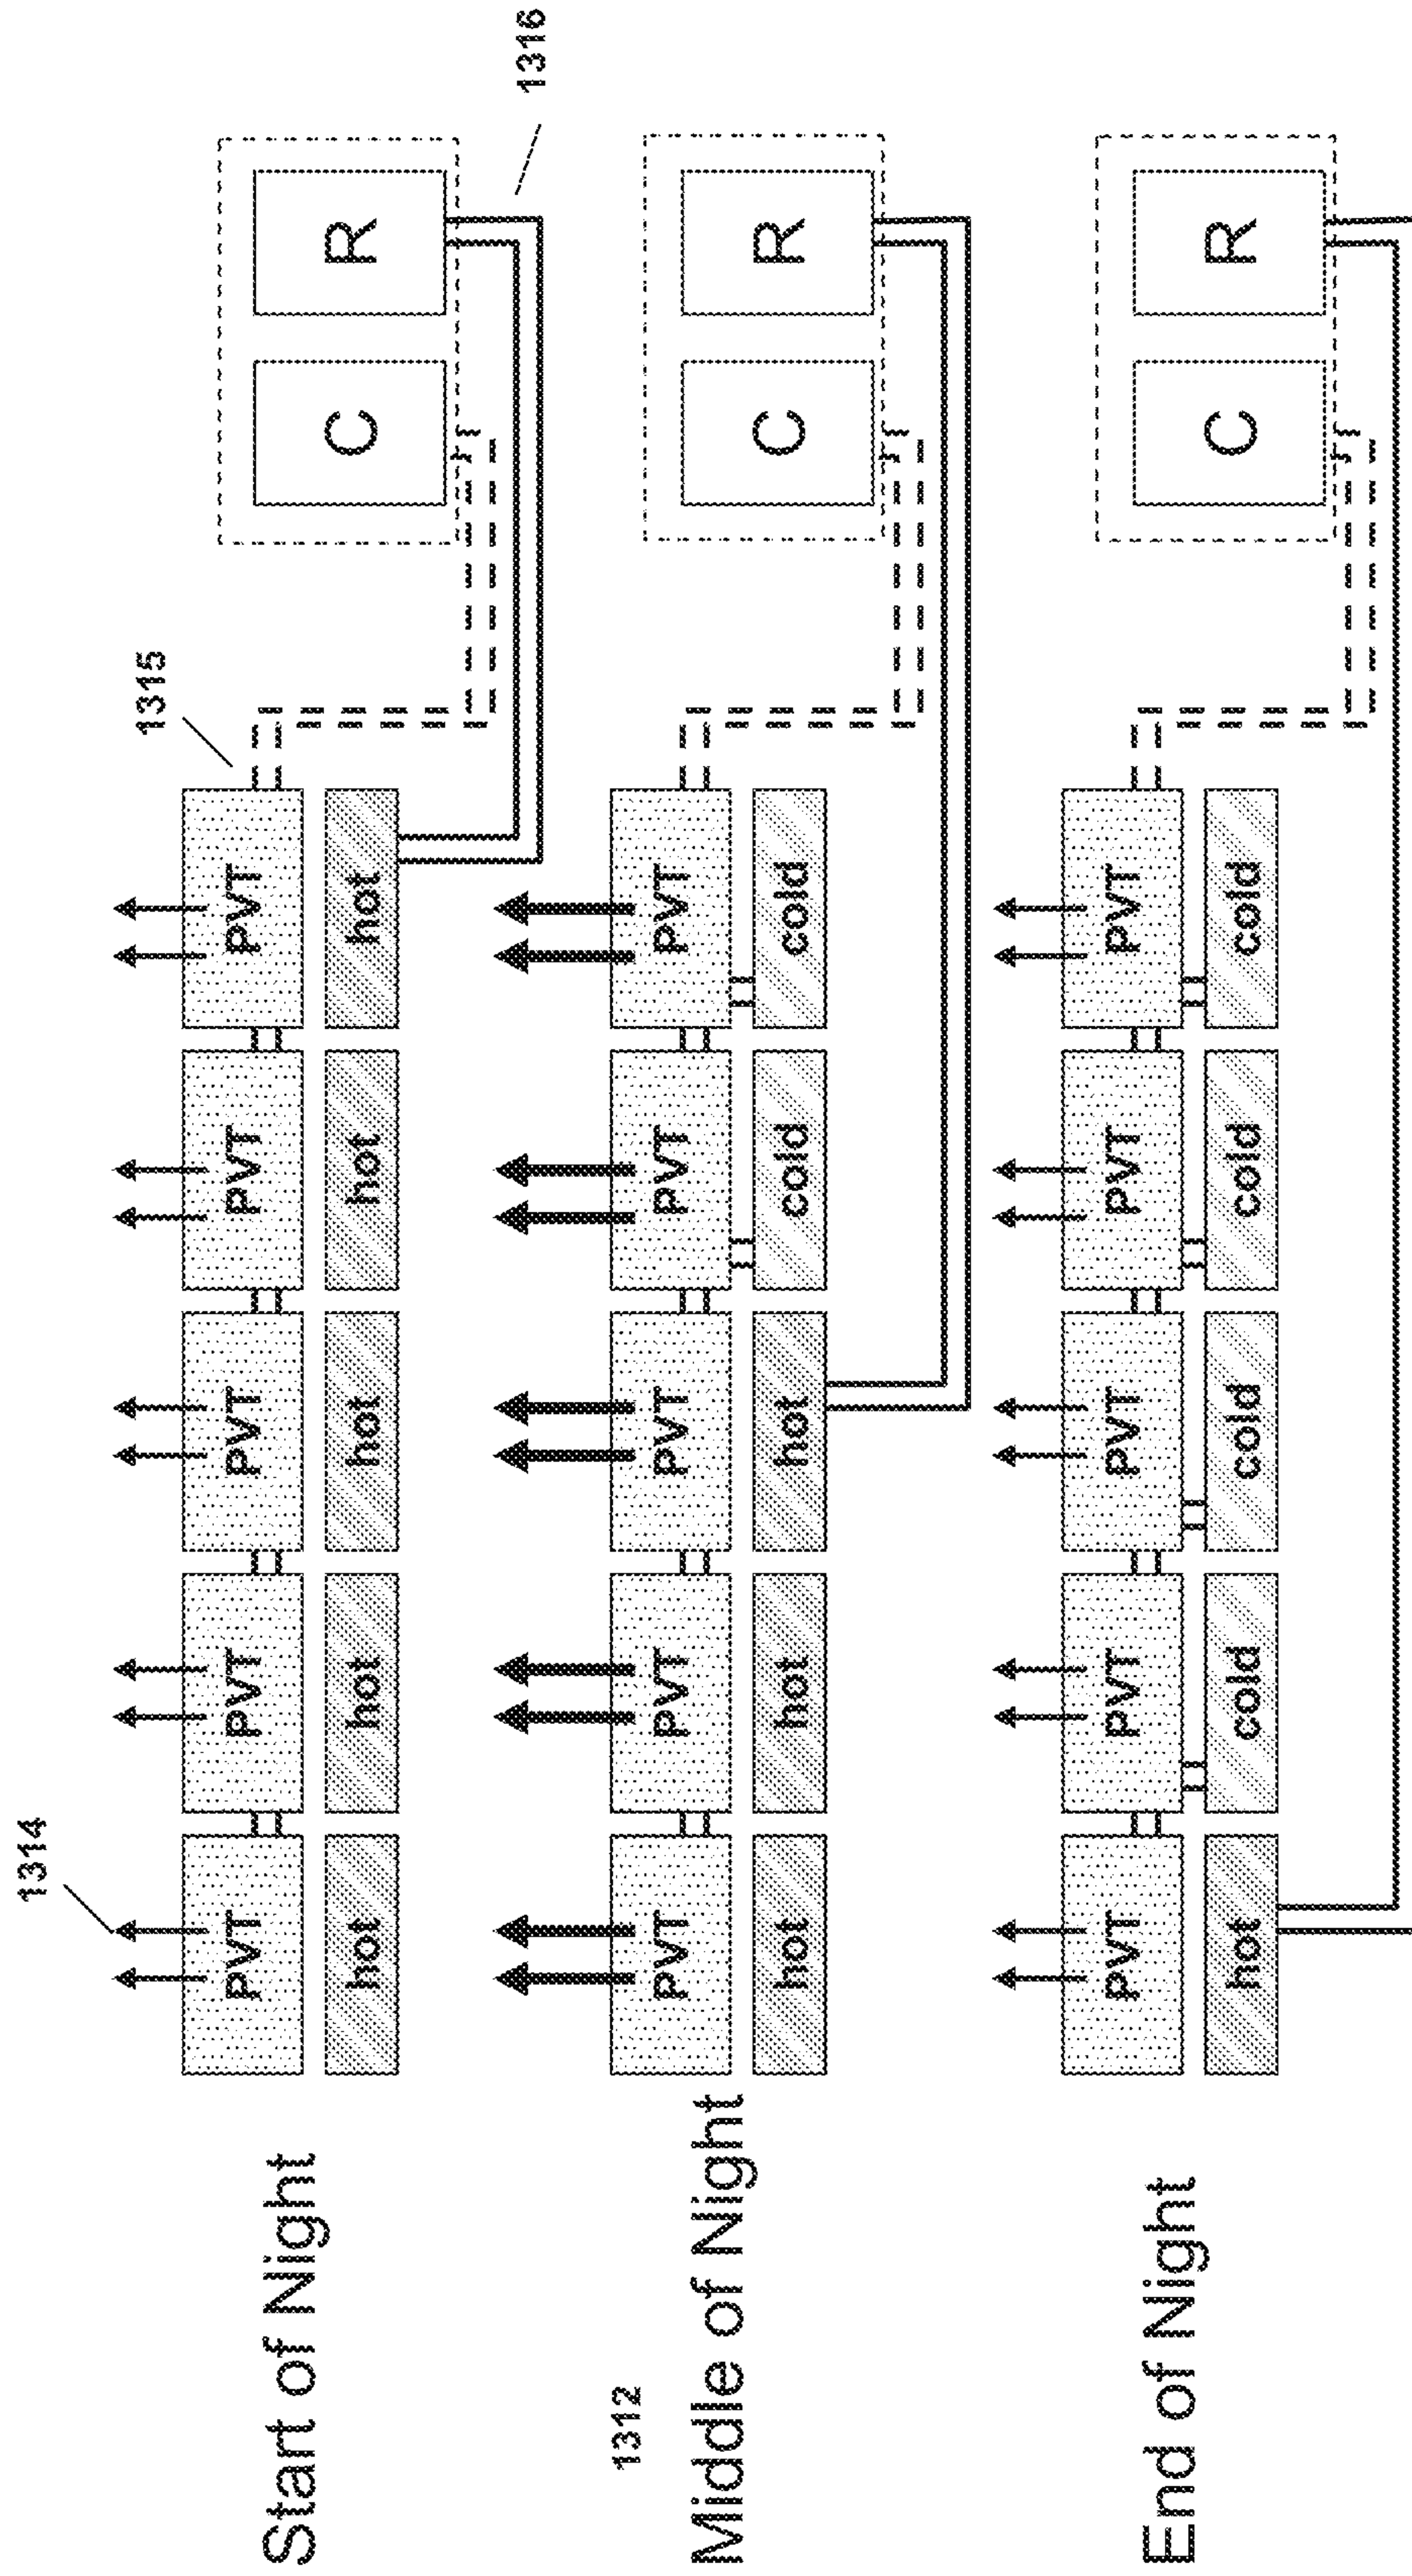 1314
1315
PVT PVT PVT PVT PVT
Start of Night
C R
hot hot hot hot hot
1316
1312
PVT PVT PVT PVT PVT
Middle of Night
C R
hot hot hot cold cold
PVT PVT PVT PVT PVT
End of Night
C R
hot cold cold cold cold